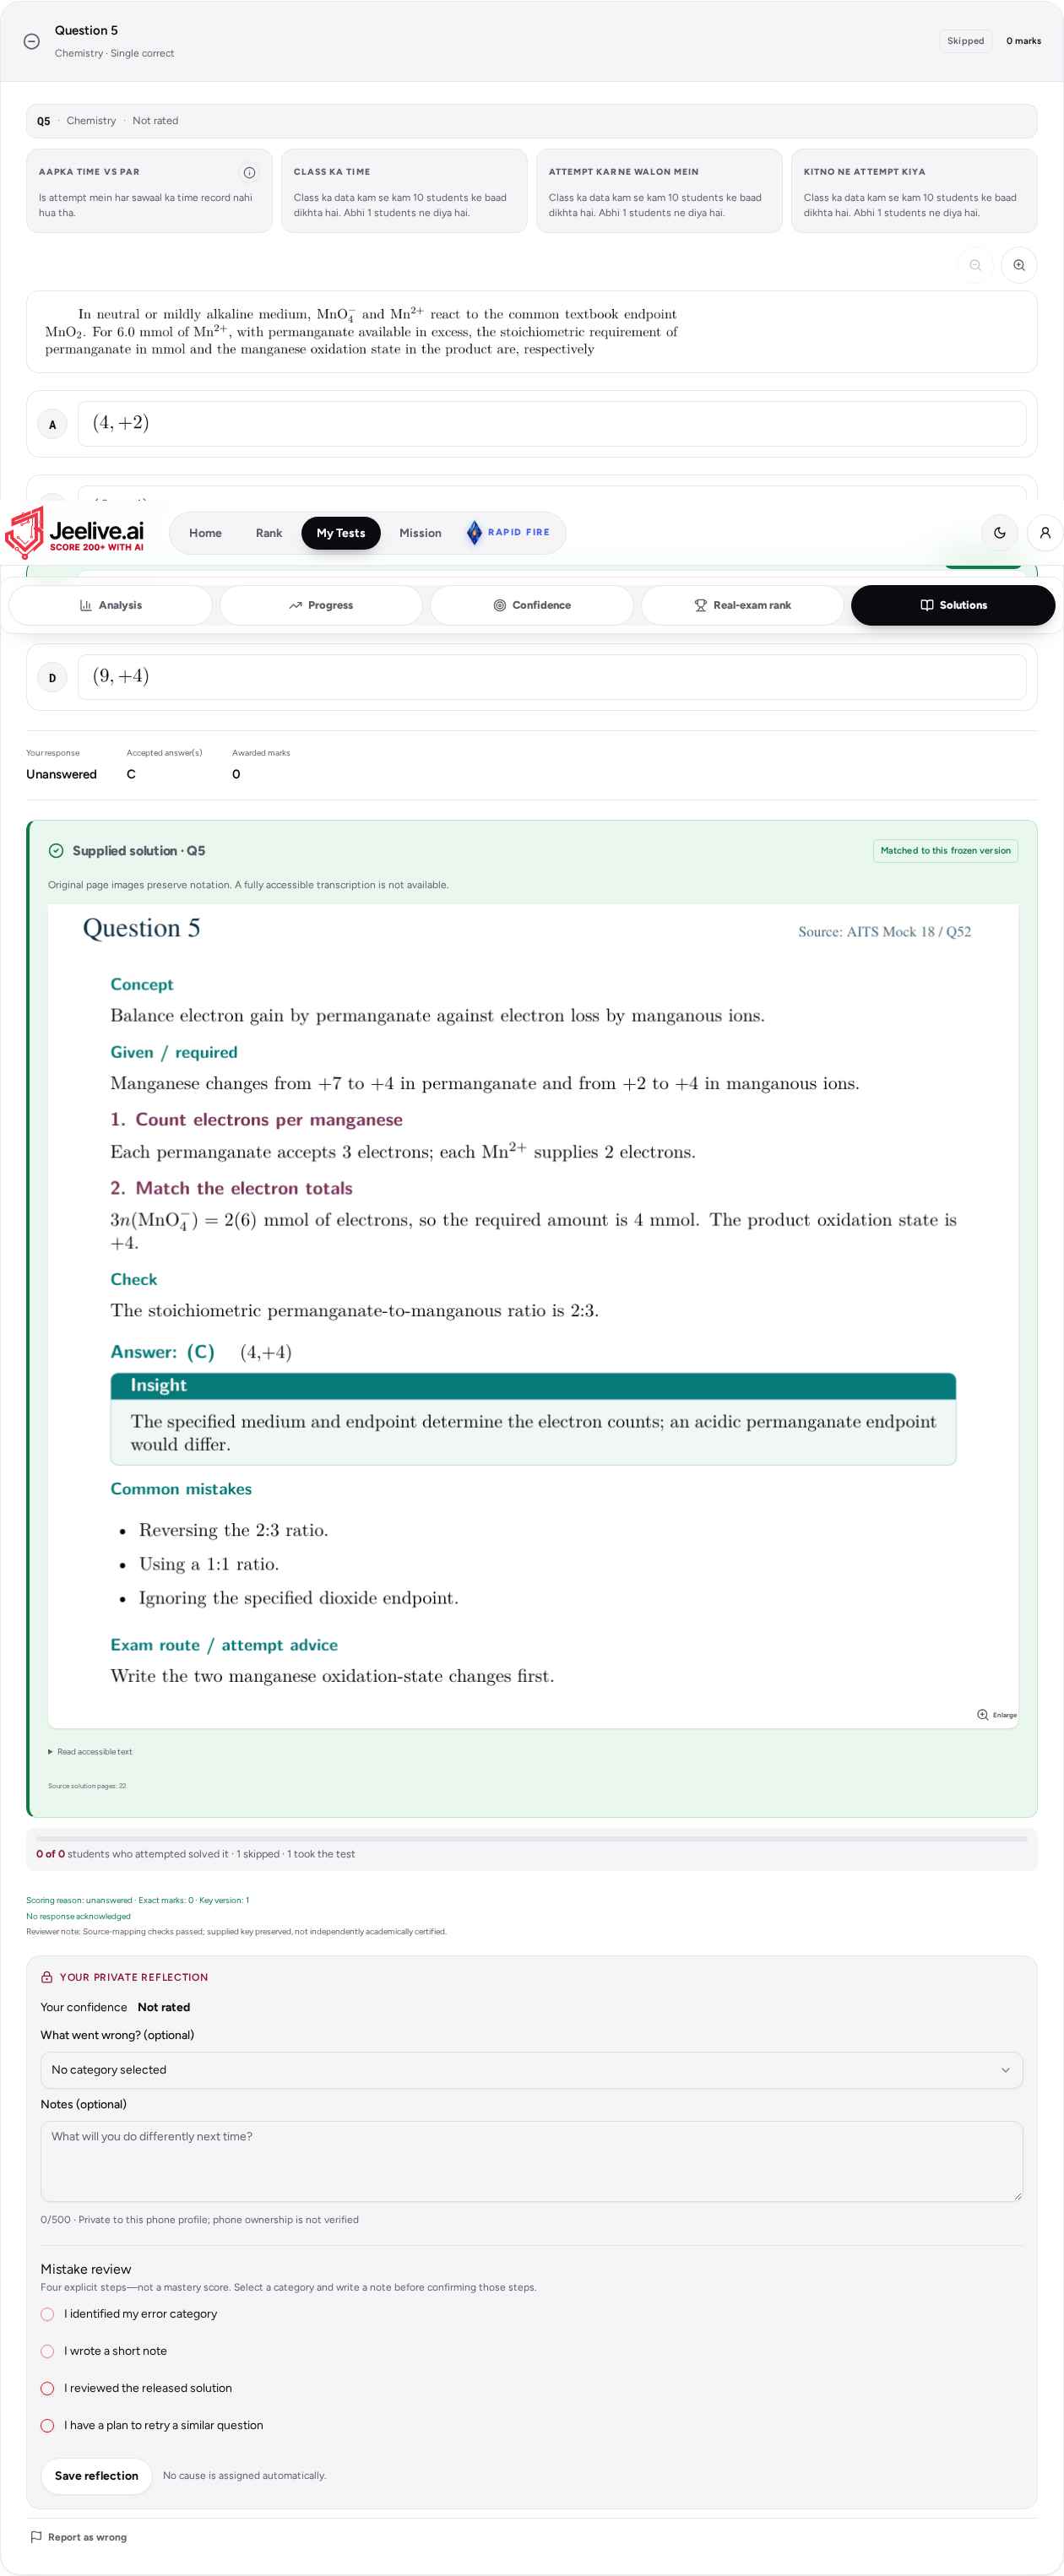 Question 5
Chemistry · Single correct
Skipped
0 marks
Q5 · Chemistry · Not rated
AAPKA TIME VS PAR
Is attempt mein har sawaal ka time record nahi
hua tha.
CLASS KA TIME
Class ka data kam se kam 10 students ke baad
dikhta hai. Abhi 1 students ne diya hai.
ATTEMPT KARNE WALON MEIN
Class ka data kam se kam 10 students ke baad
dikhta hai. Abhi 1 students ne diya hai.
KITNO NE ATTEMPT KIYA
Class ka data kam se kam 10 students ke baad
dikhta hai. Abhi 1 students ne diya hai.
In neutral or mildly alkaline medium, MnO₄⁻ and Mn²⁺ react to the common textbook endpoint
MnO₂. For 6.0 mmol of Mn²⁺, with permanganate available in excess, the stoichiometric requirement of
permanganate in mmol and the manganese oxidation state in the product are, respectively
A
(4, +2)
Jeelive.ai
SCORE 200+ WITH AI
Home
Rank
My Tests
Mission
RAPID FIRE
Analysis
Progress
Confidence
Real-exam rank
Solutions
D
(9, +4)
Your response
Unanswered
Accepted answer(s)
C
Awarded marks
0
Supplied solution · Q5
Matched to this frozen version
Original page images preserve notation. A fully accessible transcription is not available.
Question 5
Source: AITS Mock 18 / Q52
Concept
Balance electron gain by permanganate against electron loss by manganous ions.
Given / required
Manganese changes from +7 to +4 in permanganate and from +2 to +4 in manganous ions.
1. Count electrons per manganese
Each permanganate accepts 3 electrons; each Mn²⁺ supplies 2 electrons.
2. Match the electron totals
3n(MnO₄⁻) = 2(6) mmol of electrons, so the required amount is 4 mmol. The product oxidation state is
+4.
Check
The stoichiometric permanganate-to-manganous ratio is 2:3.
Answer: (C) (4,+4)
Insight
The specified medium and endpoint determine the electron counts; an acidic permanganate endpoint
would differ.
Common mistakes
• Reversing the 2:3 ratio.
• Using a 1:1 ratio.
• Ignoring the specified dioxide endpoint.
Exam route / attempt advice
Write the two manganese oxidation-state changes first.
Enlarge
Read accessible text
Source solution pages: 22
0 of 0 students who attempted solved it · 1 skipped · 1 took the test
Scoring reason: unanswered · Exact marks: 0 · Key version: 1
No response acknowledged
Reviewer note: Source-mapping checks passed; supplied key preserved, not independently academically certified.
YOUR PRIVATE REFLECTION
Your confidence Not rated
What went wrong? (optional)
No category selected
Notes (optional)
What will you do differently next time?
0/500 · Private to this phone profile; phone ownership is not verified
Mistake review
Four explicit steps—not a mastery score. Select a category and write a note before confirming those steps.
I identified my error category
I wrote a short note
I reviewed the released solution
I have a plan to retry a similar question
Save reflection
No cause is assigned automatically.
Report as wrong